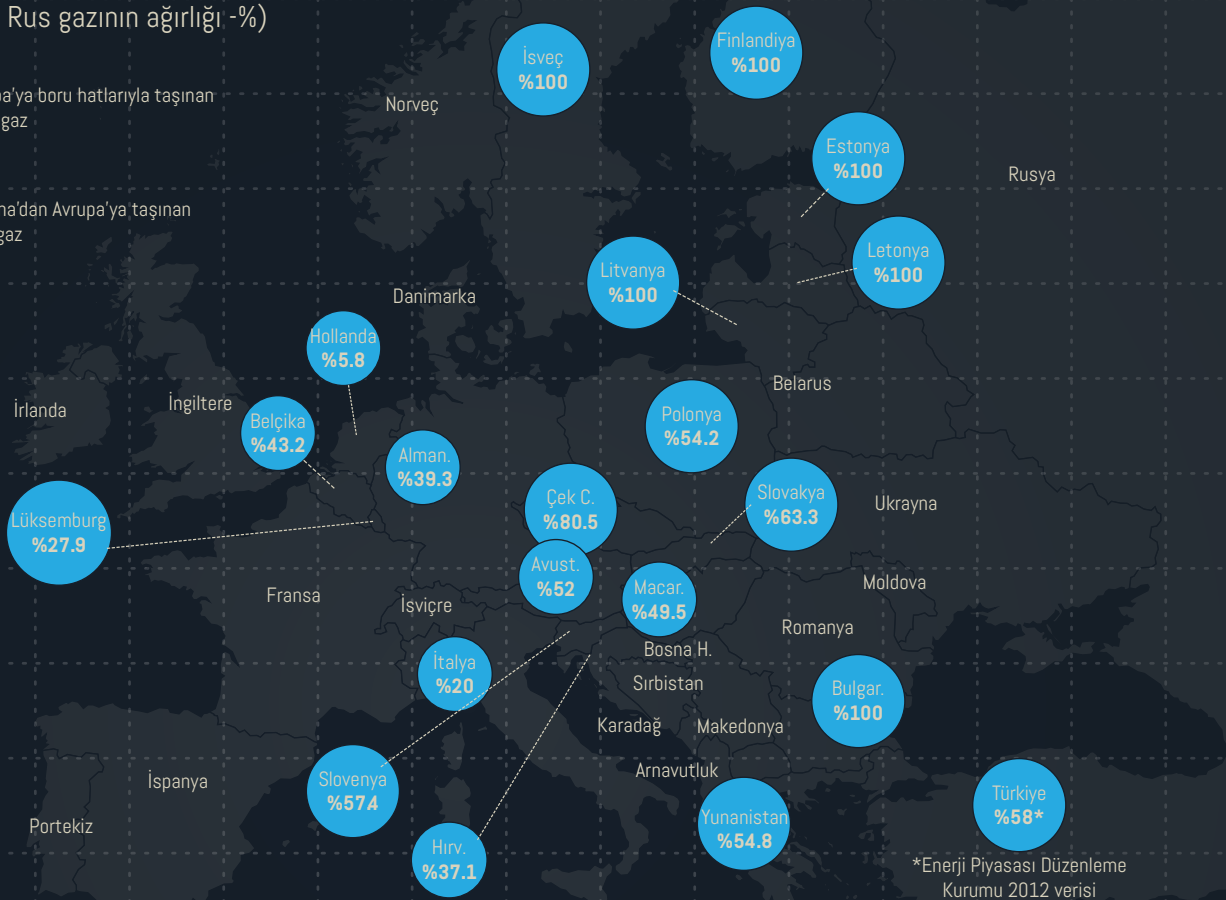 Rus gazının ağırlığı -%)
pa'ya boru hatlarıyla taşınan
gaz
na'dan Avrupa'ya taşınan
gaz
İsveç
%100
Finlandiya
%100
Norveç
Estonya
%100
Rusya
Letonya
%100
Litvanya
%100
Danimarka
Hollanda
%5.8
Belarus
İrlanda
İngiltere
Belçika
%43.2
Polonya
%54.2
Alman.
%39.3
Çek C.
%80.5
Slovakya
%63.3
Ukrayna
Lüksemburg
%27.9
Avust.
%52
Macar.
%49.5
Moldova
Fransa
İsviçre
Romanya
Bosna H.
İtalya
%20
Sırbistan
Bulgar.
%100
Karadağ
Makedonya
Arnavutluk
İspanya
Slovenya
%574
Türkiye
%58*
Portekiz
Yunanistan
%54.8
Hırv.
%37.1
*Enerji Piyasası Düzenleme
Kurumu 2012 verisi